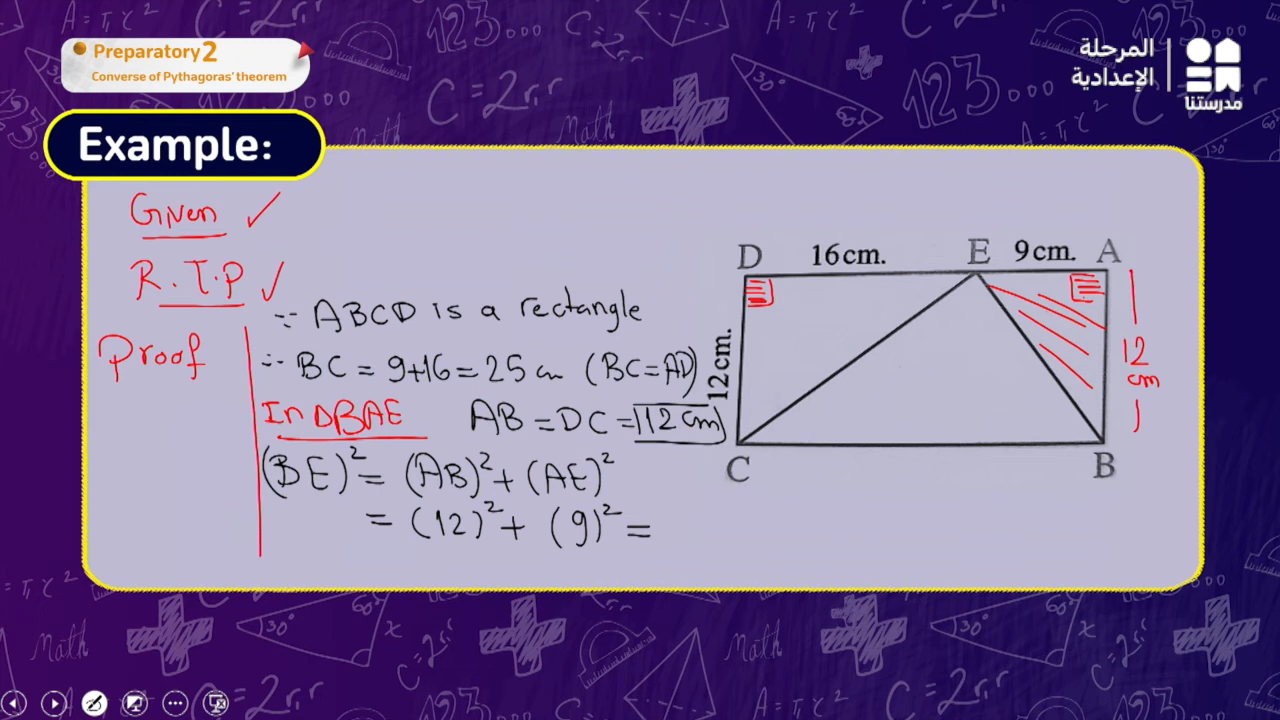 Preparatory 2
Converse of Pythagoras' theorem
المرحلة
الإعدادية
مدرستنا
Example:
Given ✓
R.T.P ✓
Proof
∵ ABCD is a rectangle
∴ BC = 9+16 = 25 cm (BC = AD)
In ΔBAE AB = DC = 12 cm
(BE)² = (AB)² + (AE)²
= (12)² + (9)² =
D 16 cm. E 9 cm. A
12 cm.
12
cm
C B